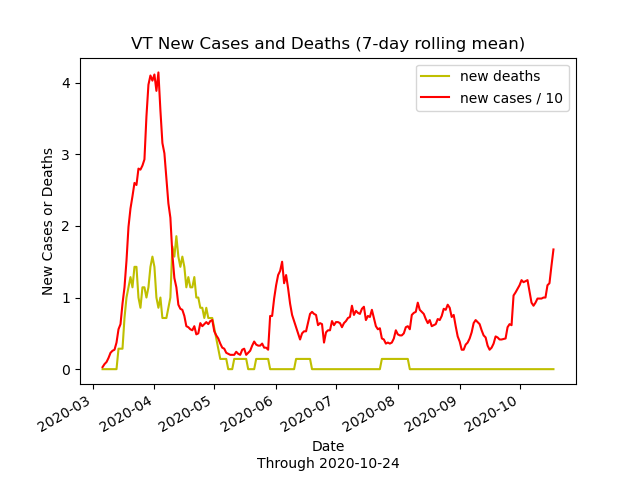 VT New Cases and Deaths (7-day rolling mean)
new deaths
new cases / 10
New Cases or Deaths
4
3
2
1
0
2020-03
2020-04
2020-05
2020-06
2020-07
2020-08
2020-09
2020-10
Date
Through 2020-10-24